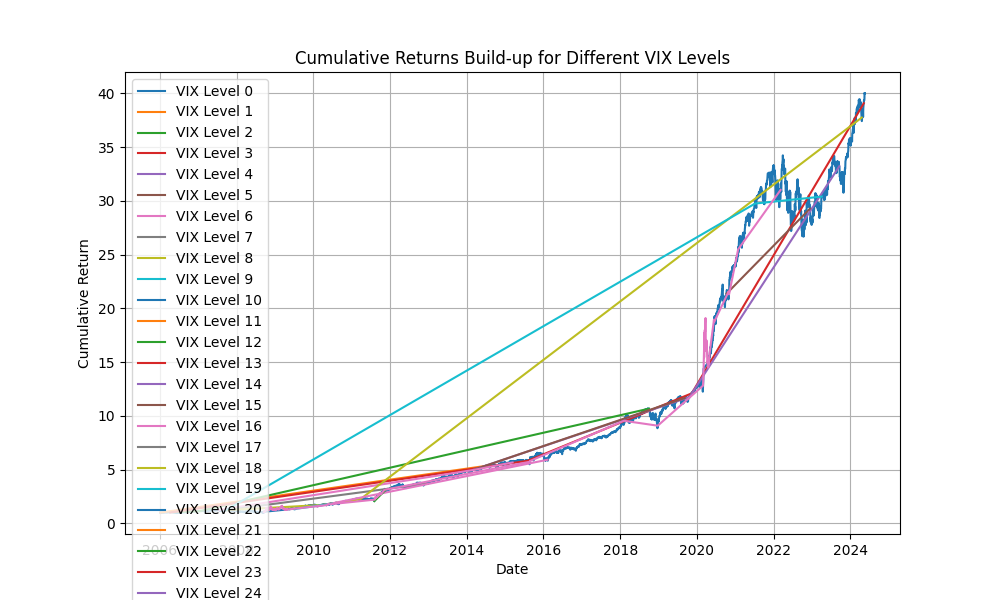 Cumulative Returns Build-up for Different VIX Levels
40
35
30
25
20
15
10
5
0
Cumulative Return
VIX Level 0
VIX Level 1
VIX Level 2
VIX Level 3
VIX Level 4
VIX Level 5
VIX Level 6
VIX Level 7
VIX Level 8
VIX Level 9
VIX Level 10
VIX Level 11
VIX Level 12
VIX Level 13
VIX Level 14
VIX Level 15
VIX Level 16
VIX Level 17
VIX Level 18
VIX Level 19
VIX Level 20
VIX Level 21
VIX Level 22
VIX Level 23
VIX Level 24
2006 2008 2010 2012 2014 2016 2018 2020 2022 2024
Date